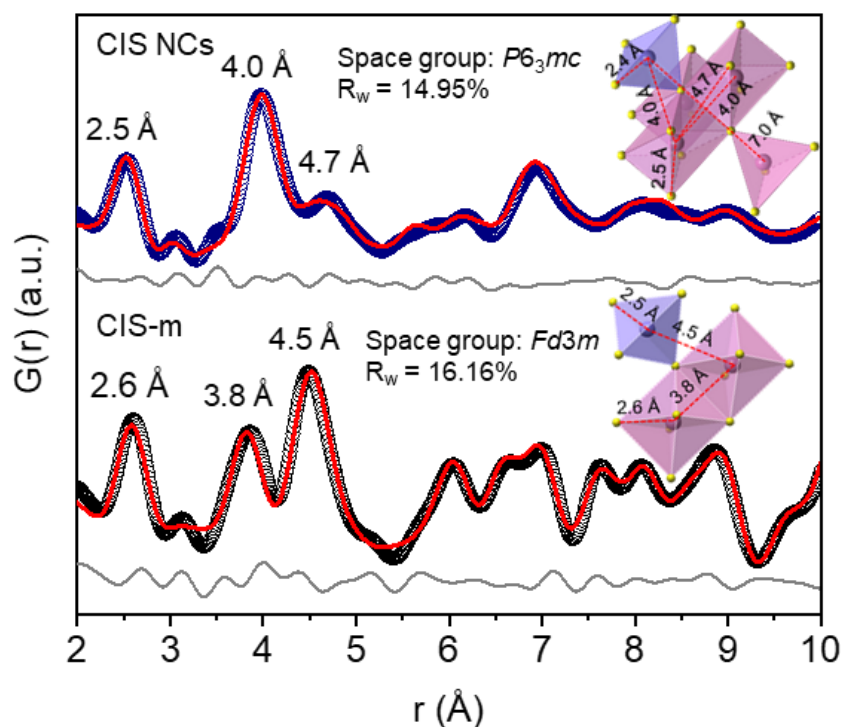 CIS NCs
Space group: P6₃mc
R_W = 14.95%
2.5 Å
4.0 Å
4.7 Å
2.4 Å
4.0 Å
4.7 Å
4.0 Å
2.5 Å
7.0 Å
CIS-m
Space group: Fd3m
R_W = 16.16%
2.6 Å
3.8 Å
4.5 Å
2.5 Å
4.5 Å
3.8 Å
2.6 Å
G(r) (a.u.)
2 3 4 5 6 7 8 9 10
r (Å)